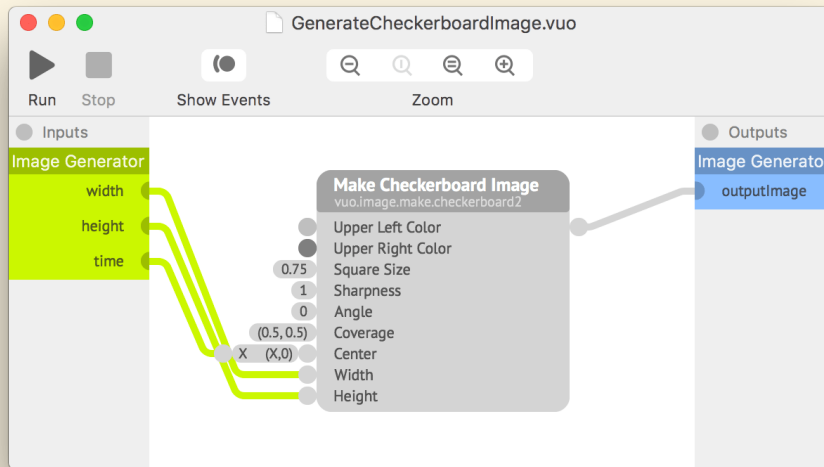 GenerateCheckerboardImage.vuo
Run Stop Show Events Zoom
Inputs
Outputs
Image Generator
Image Generato
width
height
time
Make Checkerboard Image
vuo.image.make.checkerboard2
Upper Left Color
Upper Right Color
0.75 Square Size
1 Sharpness
0 Angle
(0.5, 0.5) Coverage
X (X,0) Center
Width
Height
outputImage